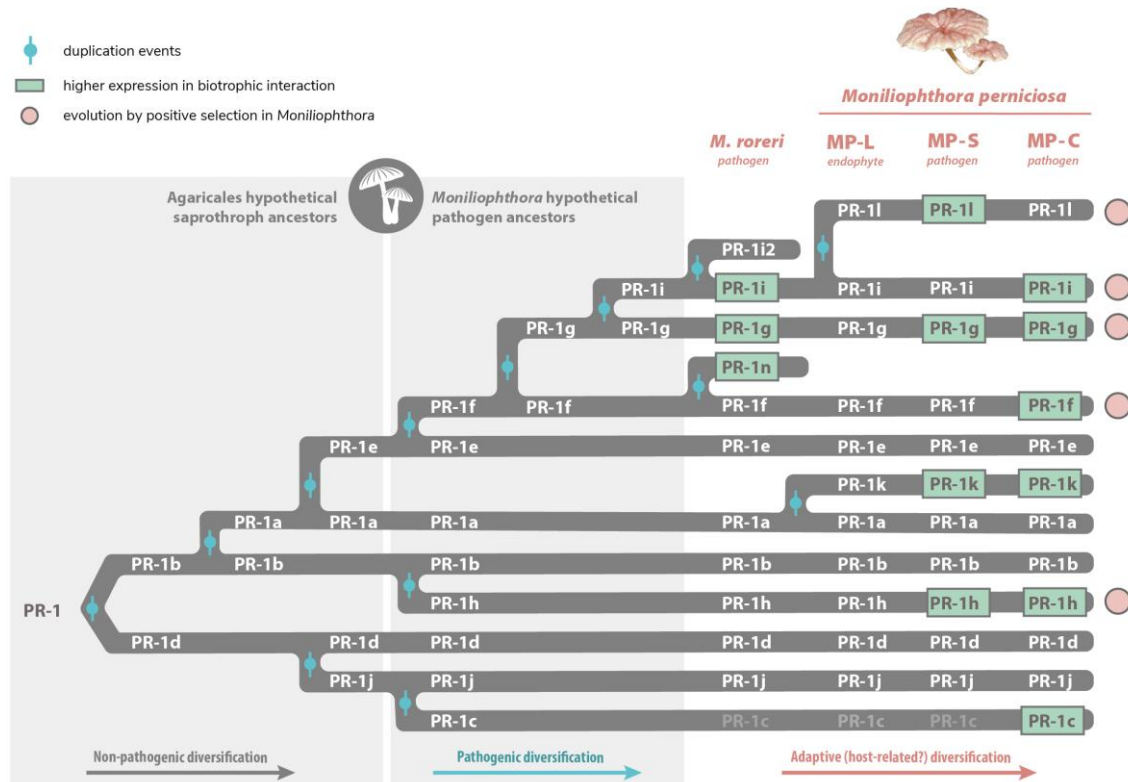 duplication events
higher expression in biotrophic interaction
evolution by positive selection in Moniliophthora
Moniliophthora perniciosa
M. roreri MP-L MP-S MP-C
pathogen endophyte pathogen pathogen
Agaricales hypothetical
saprothroph ancestors
Moniliophthora hypothetical
pathogen ancestors
PR-1l PR-1l PR-1l
PR-1i2
PR-1i PR-1i PR-1i PR-1i PR-1i
PR-1g PR-1g PR-1g PR-1g PR-1g PR-1g
PR-1n
PR-1f PR-1f PR-1f PR-1f PR-1f PR-1f
PR-1e PR-1e PR-1e PR-1e PR-1e PR-1e
PR-1k PR-1k PR-1k
PR-1a PR-1a PR-1a PR-1a PR-1a PR-1a PR-1a
PR-1b PR-1b PR-1b PR-1b PR-1b PR-1b PR-1b
PR-1
PR-1h PR-1h PR-1h PR-1h PR-1h
PR-1d PR-1d PR-1d PR-1d PR-1d PR-1d PR-1d
PR-1j PR-1j PR-1j PR-1j PR-1j PR-1j
PR-1c PR-1c PR-1c PR-1c PR-1c
Non-pathogenic diversification
Pathogenic diversification
Adaptive (host-related?) diversification